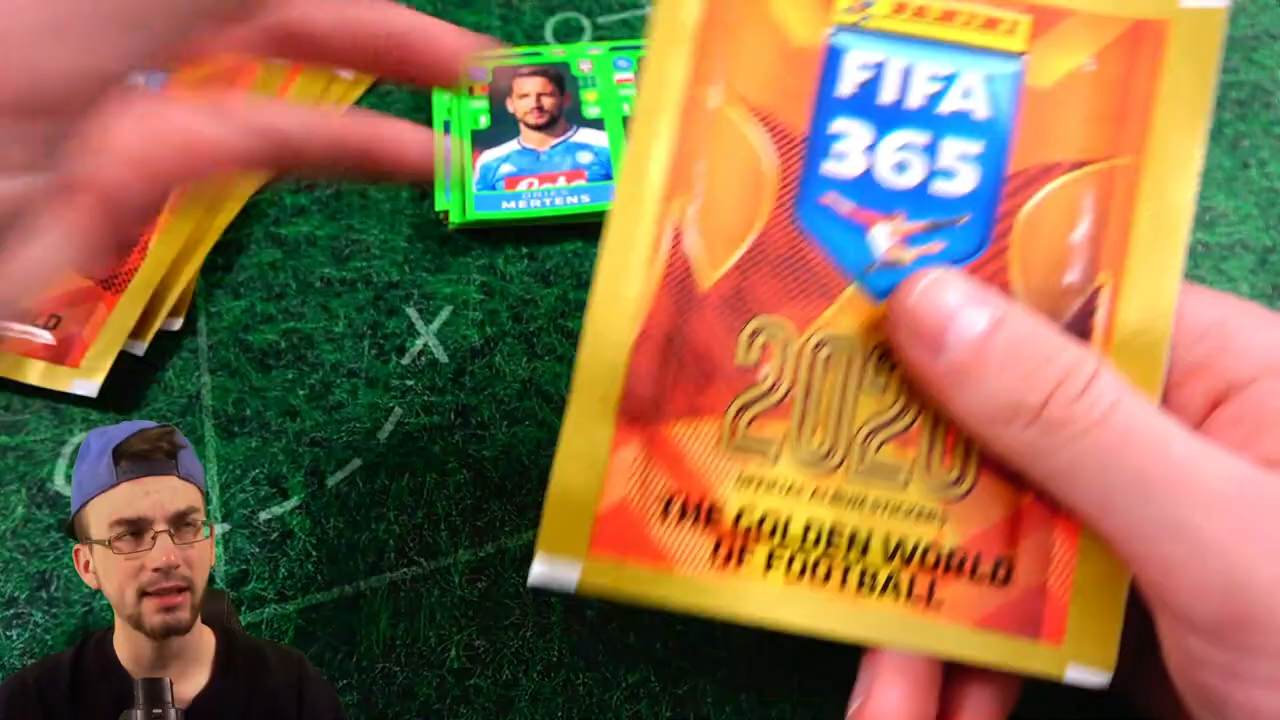 PANINI
FIFA
365
2020
OFFICIAL ALBUM STICKERS
THE GOLDEN WORLD
OF FOOTBALL
DRIES
MERTENS